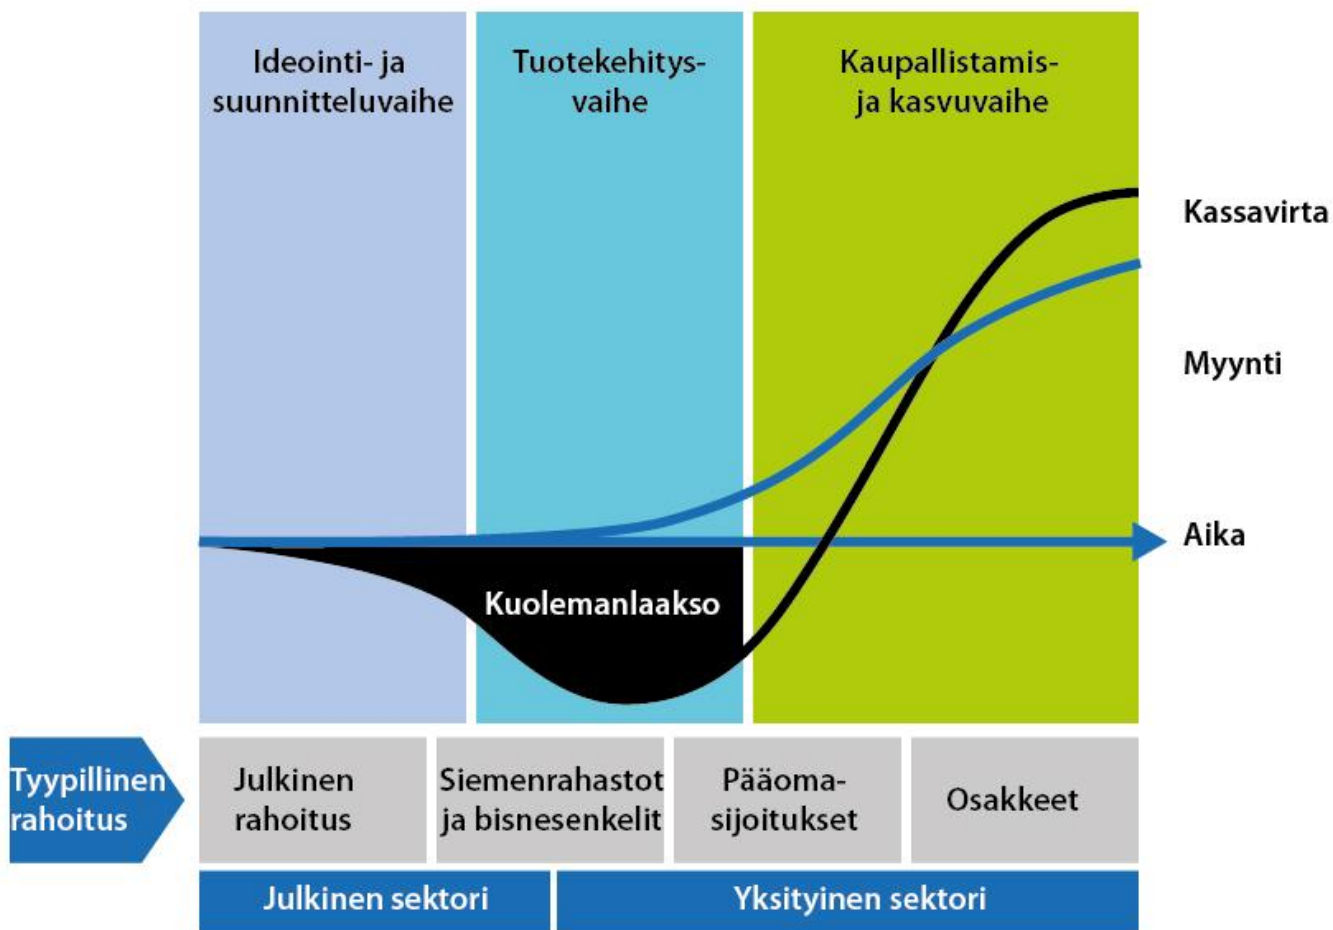 Ideointi- ja
suunnitteluvaihe
Tuotekehitys-
vaihe
Kaupallistamis-
ja kasvuvaihe
Kassavirta
Myynti
Aika
Kuolemanlaakso
Tyypillinen
rahoitus
Julkinen
rahoitus
Siemenrahastot
ja bisnesenkelit
Pääoma-
sijoitukset
Osakkeet
Julkinen sektori
Yksityinen sektori